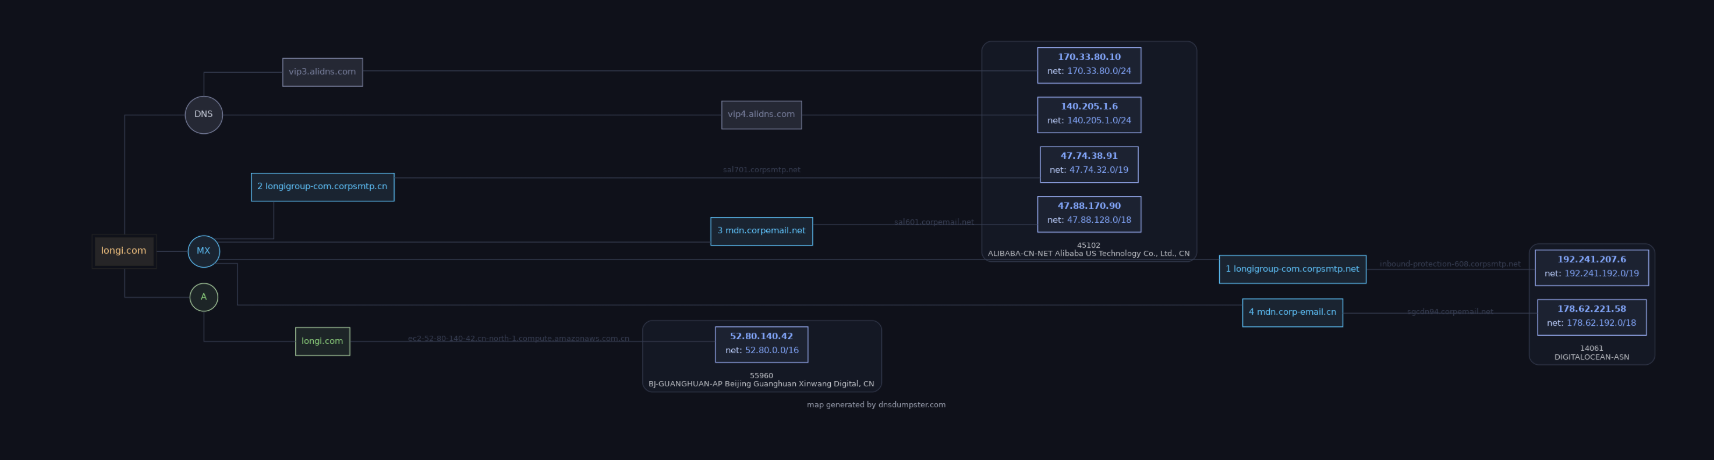 170.33.80.10
vip3.alidns.com
net: 170.33.80.0/24
140.205.1.6
DNS
vip4.alidns.com
net: 140.205.1.0/24
47.74.38.91
sal701.corpsmtp.net
net: 47.74.32.0/19
2 longigroup-com.corpsmtp.cn
47.88.170.90
net: 47.88.128.0/18
sal601.corpemail.net
3 mdn.corpemail.net
45102
ALIBABA-CN-NET Alibaba US Technology Co., Ltd., CN
longi.com
MX
192.241.207.6
1 longigroup-com.corpsmtp.net
inbound-protection-608.corpsmtp.net
net: 192.241.192.0/19
A
178.62.221.58
4 mdn.corp-email.cn
net: 178.62.192.0/18
14061
DIGITALOCEAN-ASN
longi.com
ec2-52-80-140-42.cn-north-1.compute.amazonaws.com.cn
52.80.140.42
net: 52.80.0.0/16
55960
BJ-GUANGHUAN-AP Beijing Guanghuan Xinwang Digital, CN
map generated by dnsdumpster.com